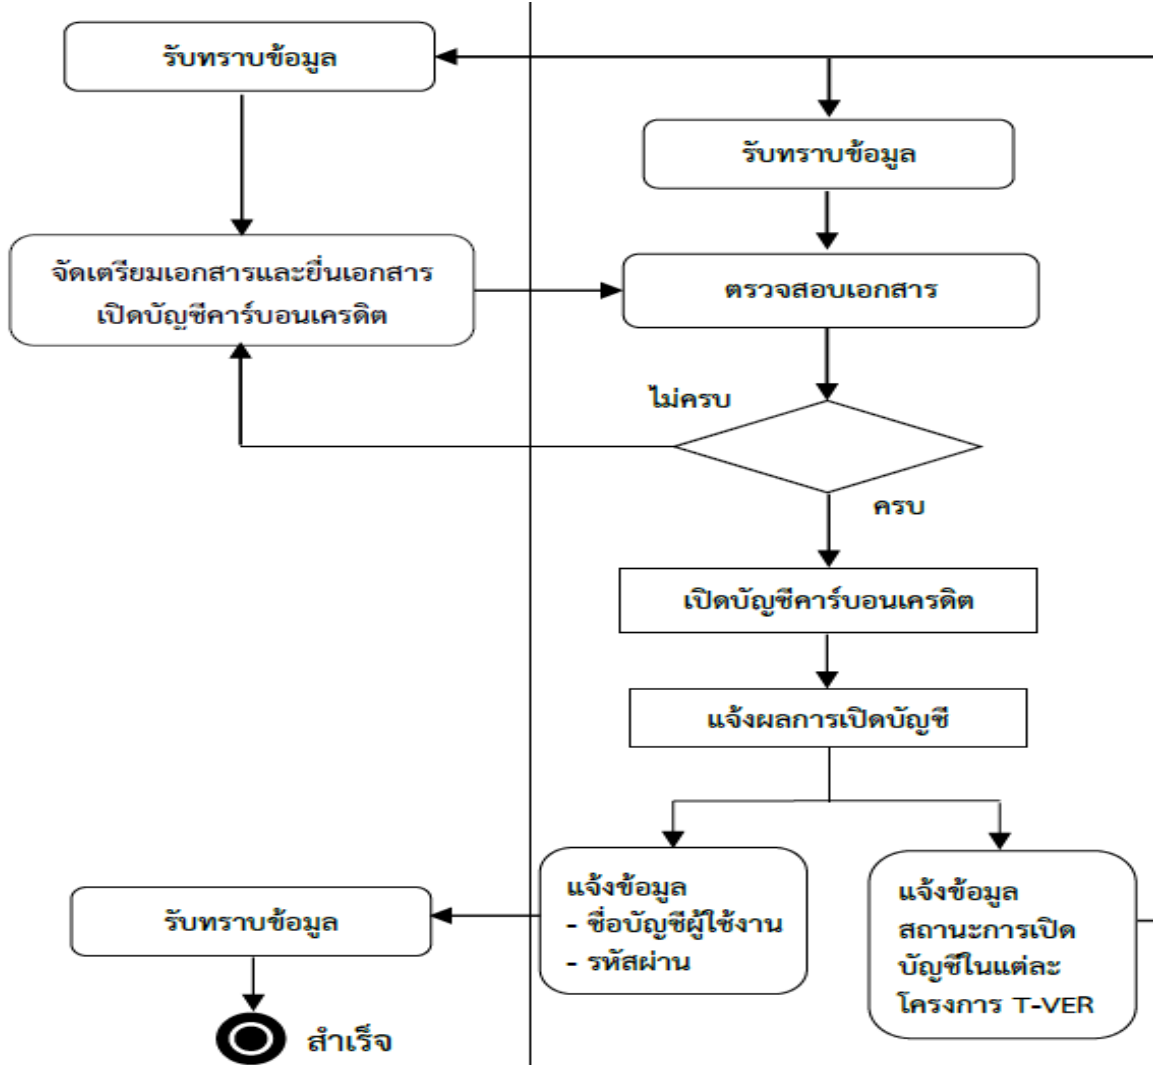 รับทราบข้อมูล
รับทราบข้อมูล
จัดเตรียมเอกสารและยื่นเอกสาร
เปิดบัญชีคาร์บอนเครดิต
ตรวจสอบเอกสาร
ไม่ครบ
ครบ
เปิดบัญชีคาร์บอนเครดิต
แจ้งผลการเปิดบัญชี
แจ้งข้อมูล
- ชื่อบัญชีผู้ใช้งาน
- รหัสผ่าน
แจ้งข้อมูล
สถานะการเปิด
บัญชีในแต่ละ
โครงการ T-VER
รับทราบข้อมูล
สำเร็จ